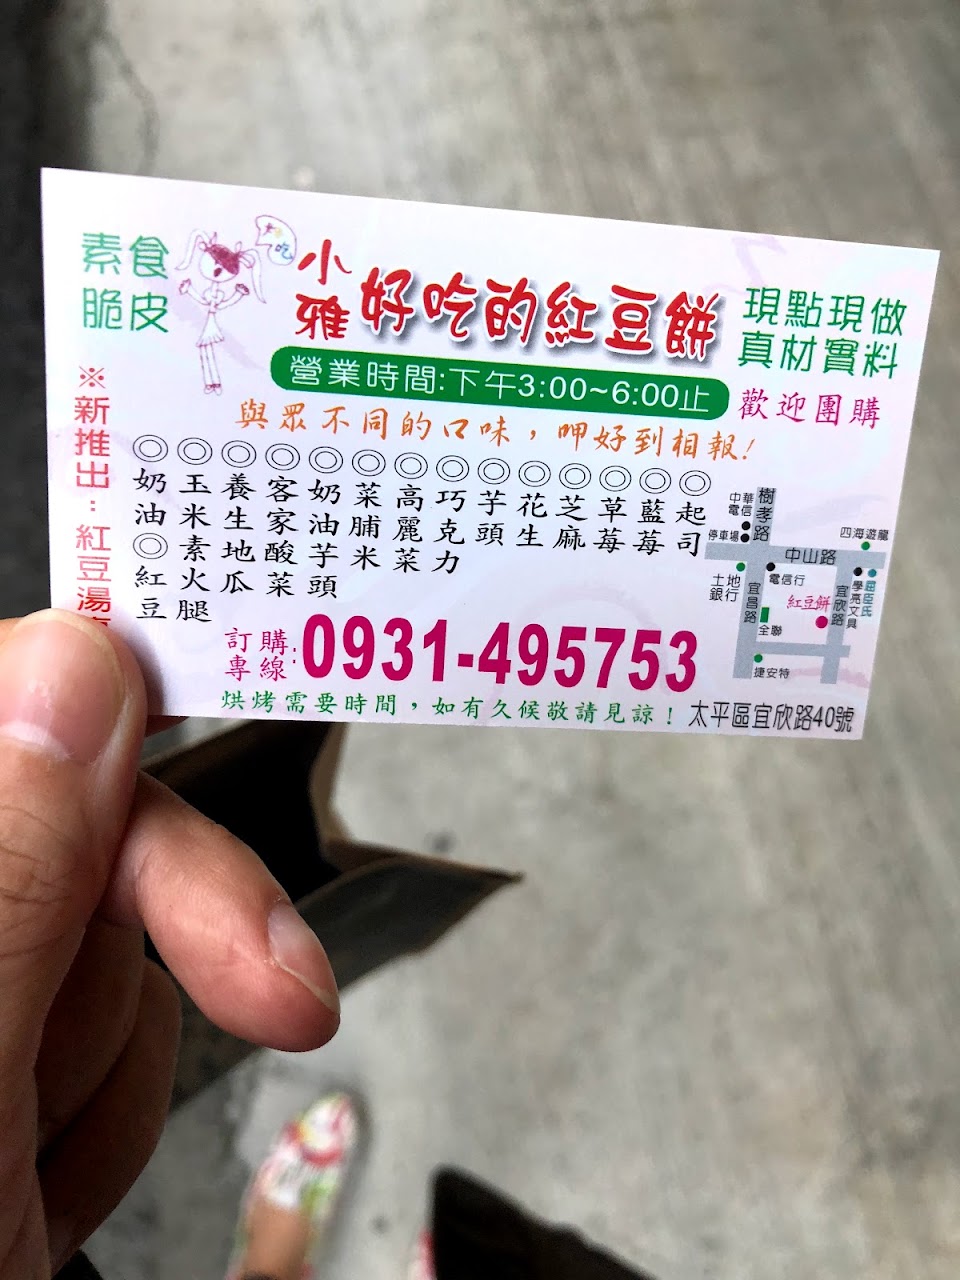 素食
脆皮
好吃
小雅
好吃的紅豆餅
現點現做
真材實料
營業時間:下午3:00~6:00止
歡迎團購
與眾不同的口味，呷好到相報!
※新推出:紅豆湯
◎奶油
◎玉米素火腿
◎養生地瓜
◎客家酸菜
◎奶油芋頭
◎菜脯米
◎高麗菜
◎巧克力
◎芋頭
◎花生
◎芝麻
◎草莓
◎藍莓
◎起司
◎紅豆
訂購專線:0931-495753
烘烤需要時間，如有久候敬請見諒!
太平區宜欣路40號
中華電信
樹孝路
停車場
中山路
四海遊龍
土地銀行
電信行
宜昌路
紅豆餅
宜欣路
學亮文具
屈臣氏
全聯
捷安特